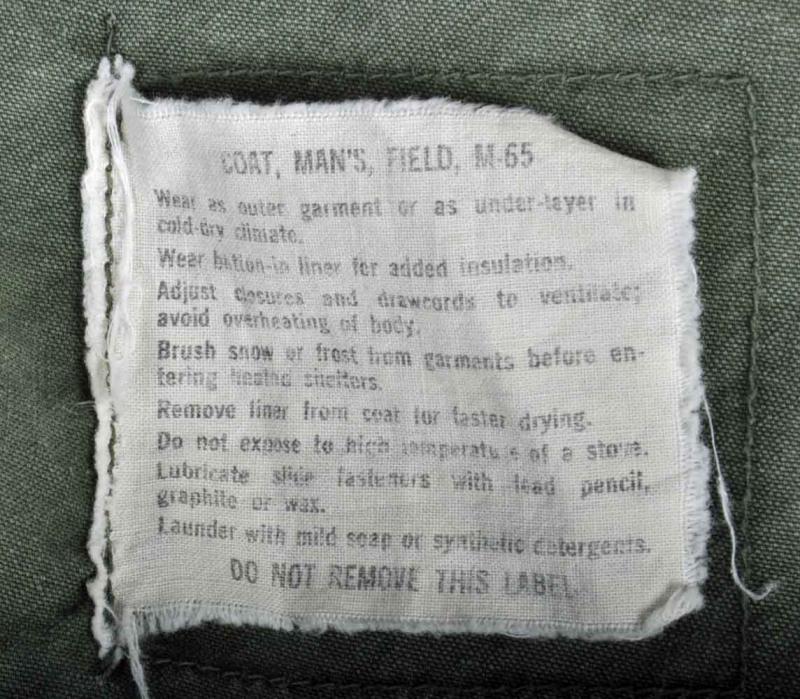 COAT, MAN'S, FIELD, M-65
Wear as outer garment or as under-layer in
cold-dry climate.
Wear button-in liner for added insulation.
Adjust closures and drawcords to ventilate;
avoid overheating of body.
Brush snow or frost from garments before en-
tering heated shelters.
Remove liner from coat for faster drying.
Do not expose to high temperature of a stove.
Lubricate slide fasteners with lead pencil,
graphite or wax.
Launder with mild soap or synthetic detergents.
DO NOT REMOVE THIS LABEL